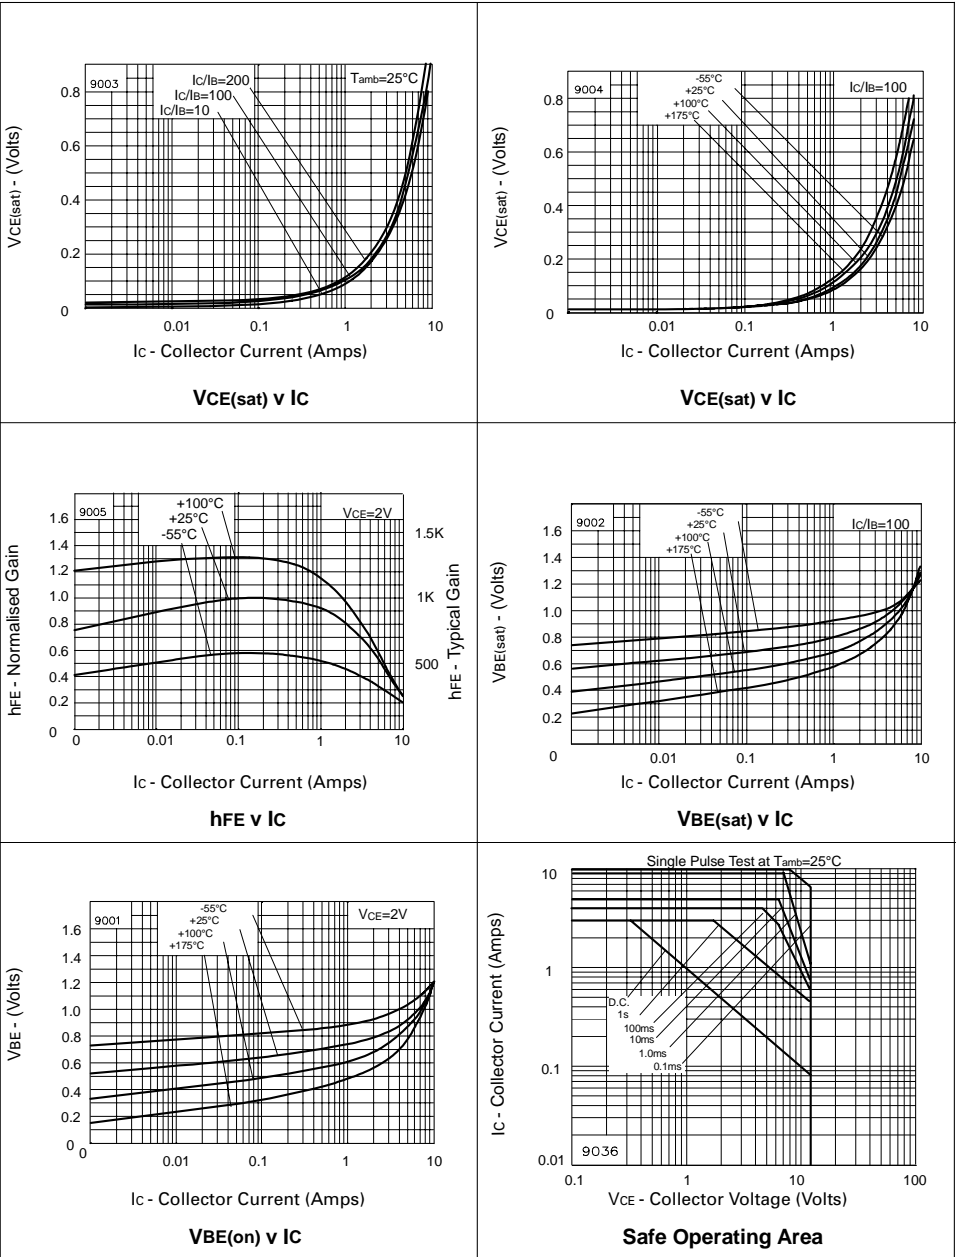 9003
IC/IB=200
IC/IB=100
IC/IB=10
Tamb=25°C
0.8
0.6
0.4
0.2
0
0.01 0.1 1 10
VCE(sat) - (Volts)
IC - Collector Current (Amps)
VCE(sat) v IC
9004
-55°C
+25°C
+100°C
+175°C
IC/IB=100
0.8
0.6
0.4
0.2
0
0.01 0.1 1 10
VCE(sat) - (Volts)
IC - Collector Current (Amps)
VCE(sat) v IC
9005
+100°C
+25°C
-55°C
VCE=2V
1.6
1.4
1.2
1.0
0.8
0.6
0.4
0.2
0
1.5K
1K
500
0 0.01 0.1 1 10
hFE - Normalised Gain
hFE - Typical Gain
IC - Collector Current (Amps)
hFE v IC
9002
-55°C
+25°C
+100°C
+175°C
IC/IB=100
1.6
1.4
1.2
1.0
0.8
0.6
0.4
0.2
0
0.01 0.1 1 10
VBE(sat) - (Volts)
IC - Collector Current (Amps)
VBE(sat) v IC
9001
-55°C
+25°C
+100°C
+175°C
VCE=2V
1.6
1.4
1.2
1.0
0.8
0.6
0.4
0.2
0
0 0.01 0.1 1 10
VBE - (Volts)
IC - Collector Current (Amps)
VBE(on) v IC
Single Pulse Test at Tamb=25°C
10
1
0.1
0.01
D.C.
1s
100ms
10ms
1.0ms
0.1ms
9036
0.1 1 10 100
IC - Collector Current (Amps)
VCE - Collector Voltage (Volts)
Safe Operating Area